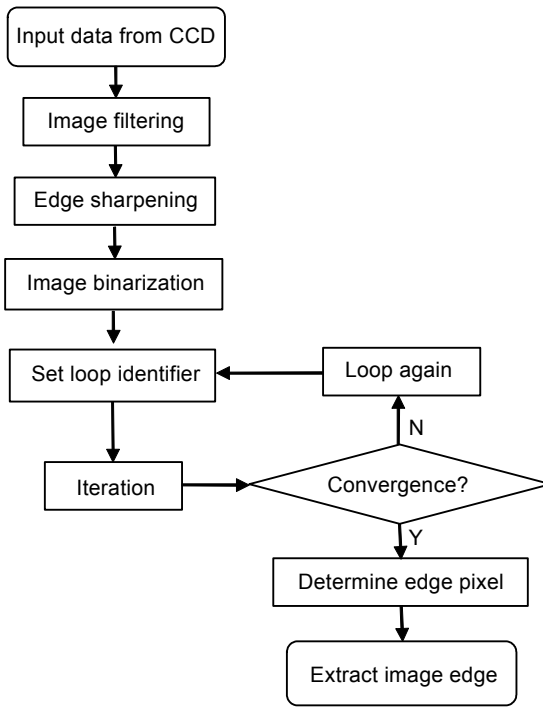 Input data from CCD
Image filtering
Edge sharpening
Image binarization
Set loop identifier
Loop again
N
Iteration
Convergence?
Y
Determine edge pixel
Extract image edge